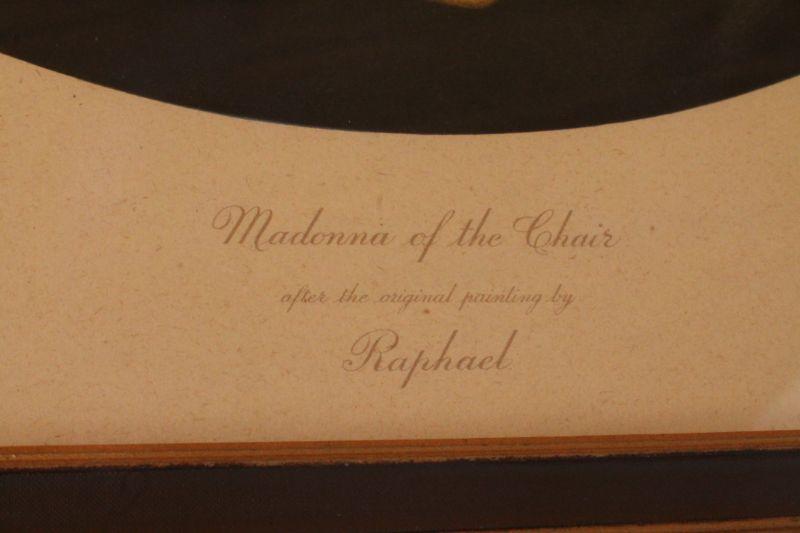 Madonna of the Chair
after the original painting by
Raphael